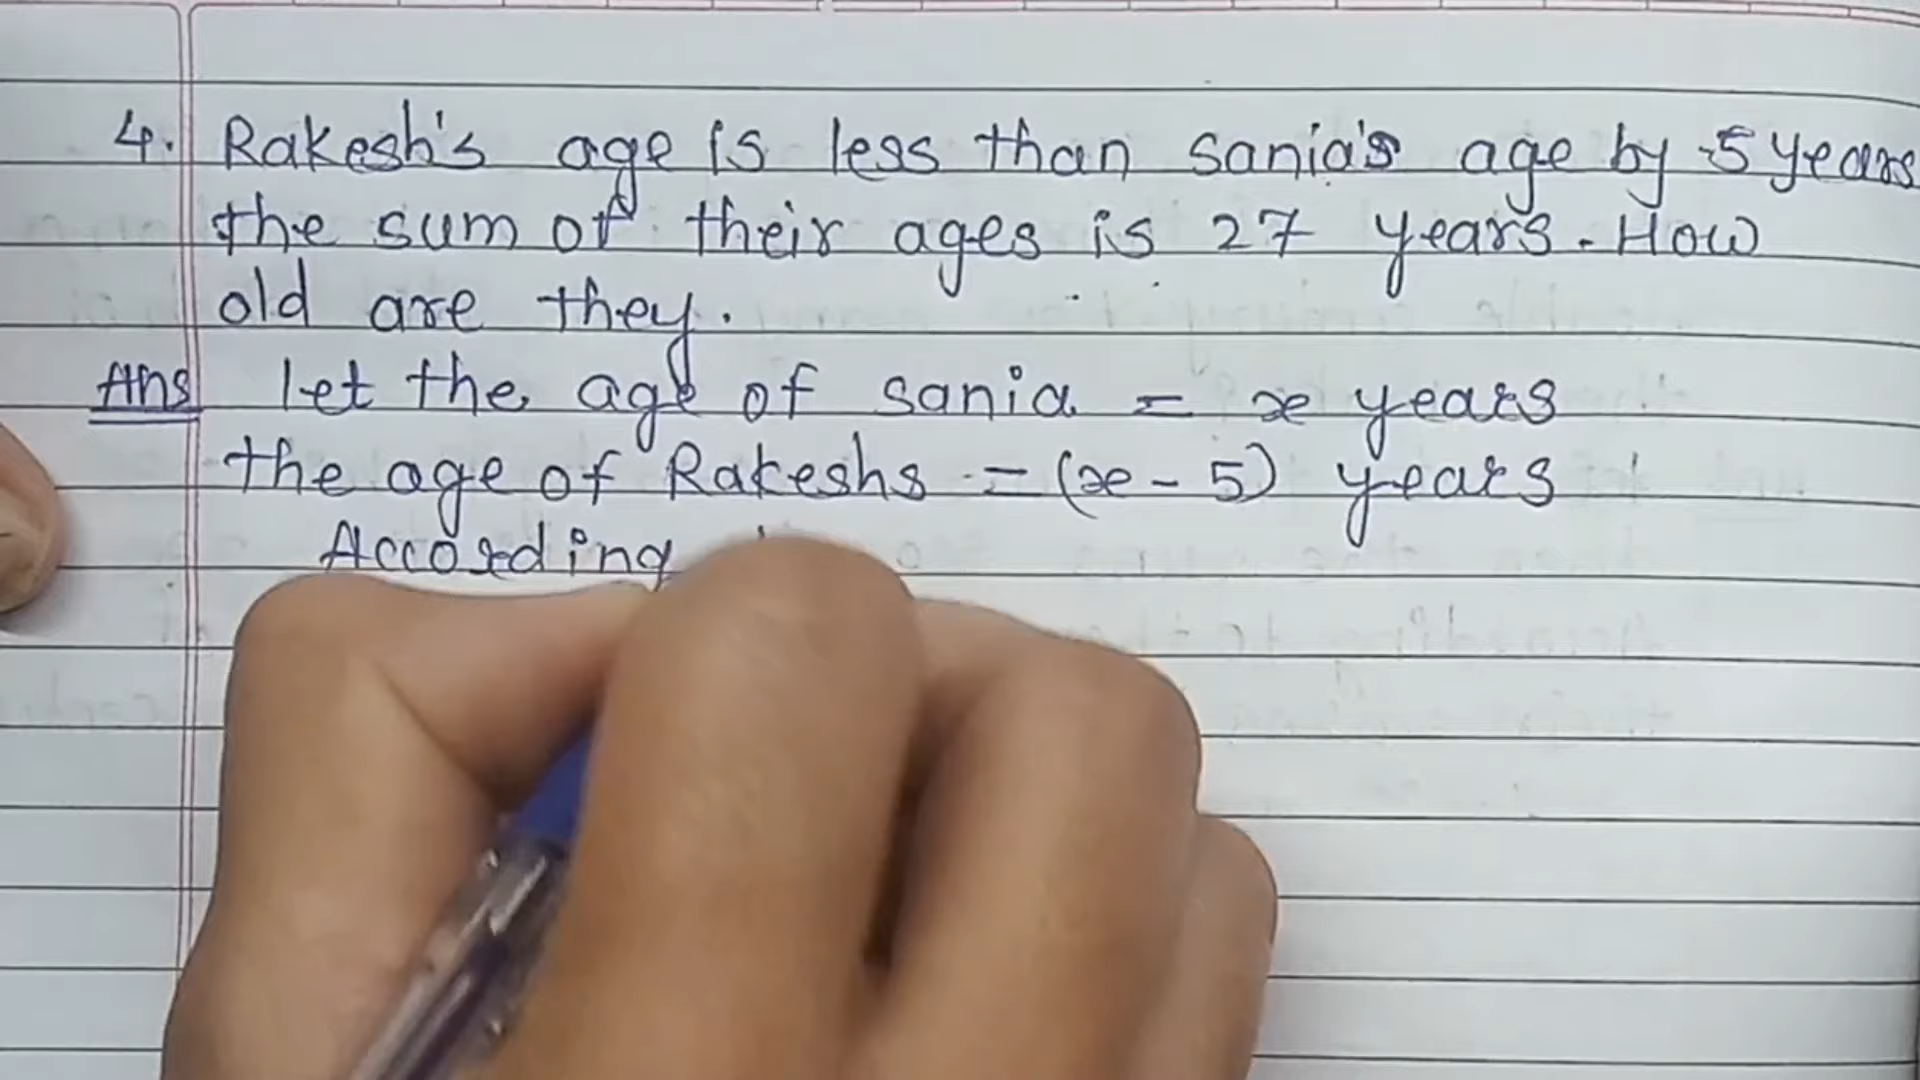 4. Rakesh's age is less than sania's age by 5 years
the sum of their ages is 27 years. How
old are they.
Ans let the age of sania = x years
the age of Rakeshs = (x - 5) years
According